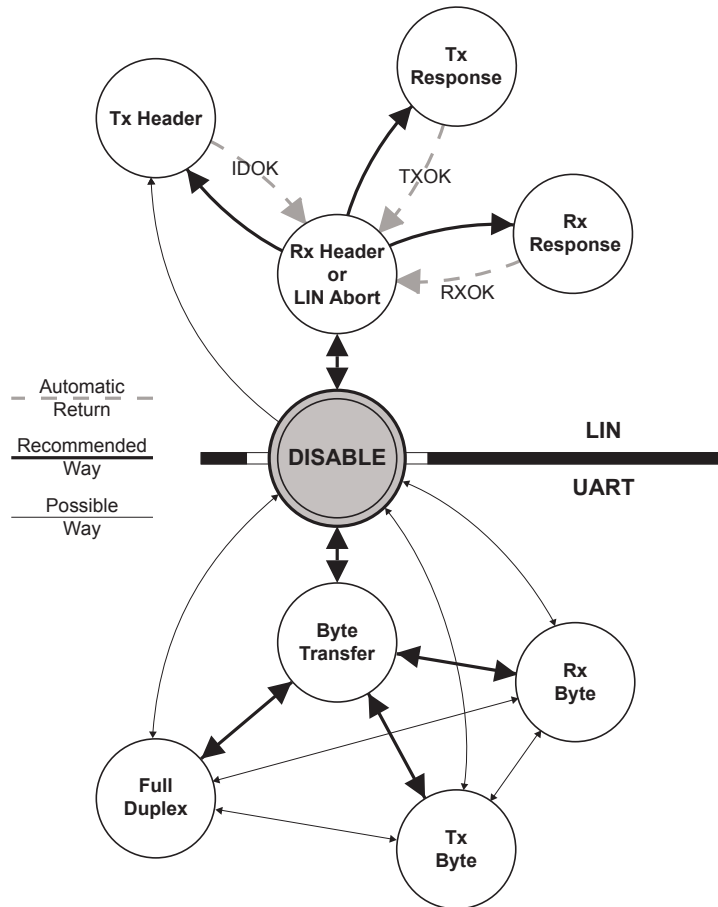 Tx
Response
Tx Header
IDOK
TXOK
Rx Header
or
LIN Abort
Rx
Response
RXOK
Automatic
Return
Recommended
Way
Possible
Way
DISABLE
LIN
UART
Byte
Transfer
Rx
Byte
Full
Duplex
Tx
Byte